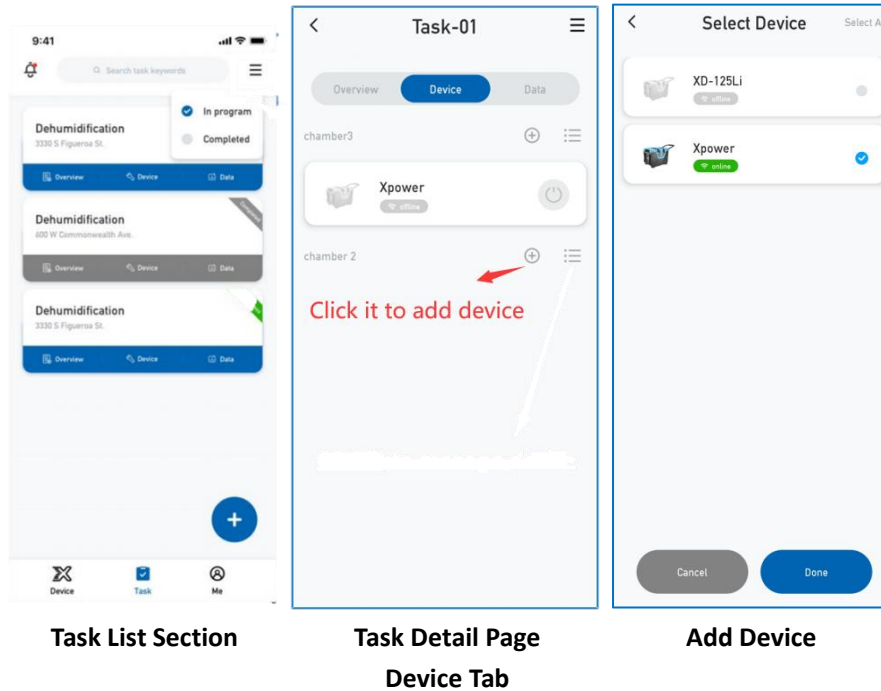 9:41
Search task keywords
In program
Completed
Dehumidification
3330 S Figueroa St.
Overview
Device
Data
Dehumidification
600 W Commonwealth Ave.
Completed
Overview
Device
Data
Dehumidification
3330 S Figueroa St.
Overview
Device
Data
Device
Task
Me
Task List Section
Task-01
Overview
Device
Data
chamber3
Xpower
offline
chamber 2
Click it to add device
Task Detail Page
Device Tab
Select Device
Select A
XD-125Li
offline
Xpower
online
Cancel
Done
Add Device